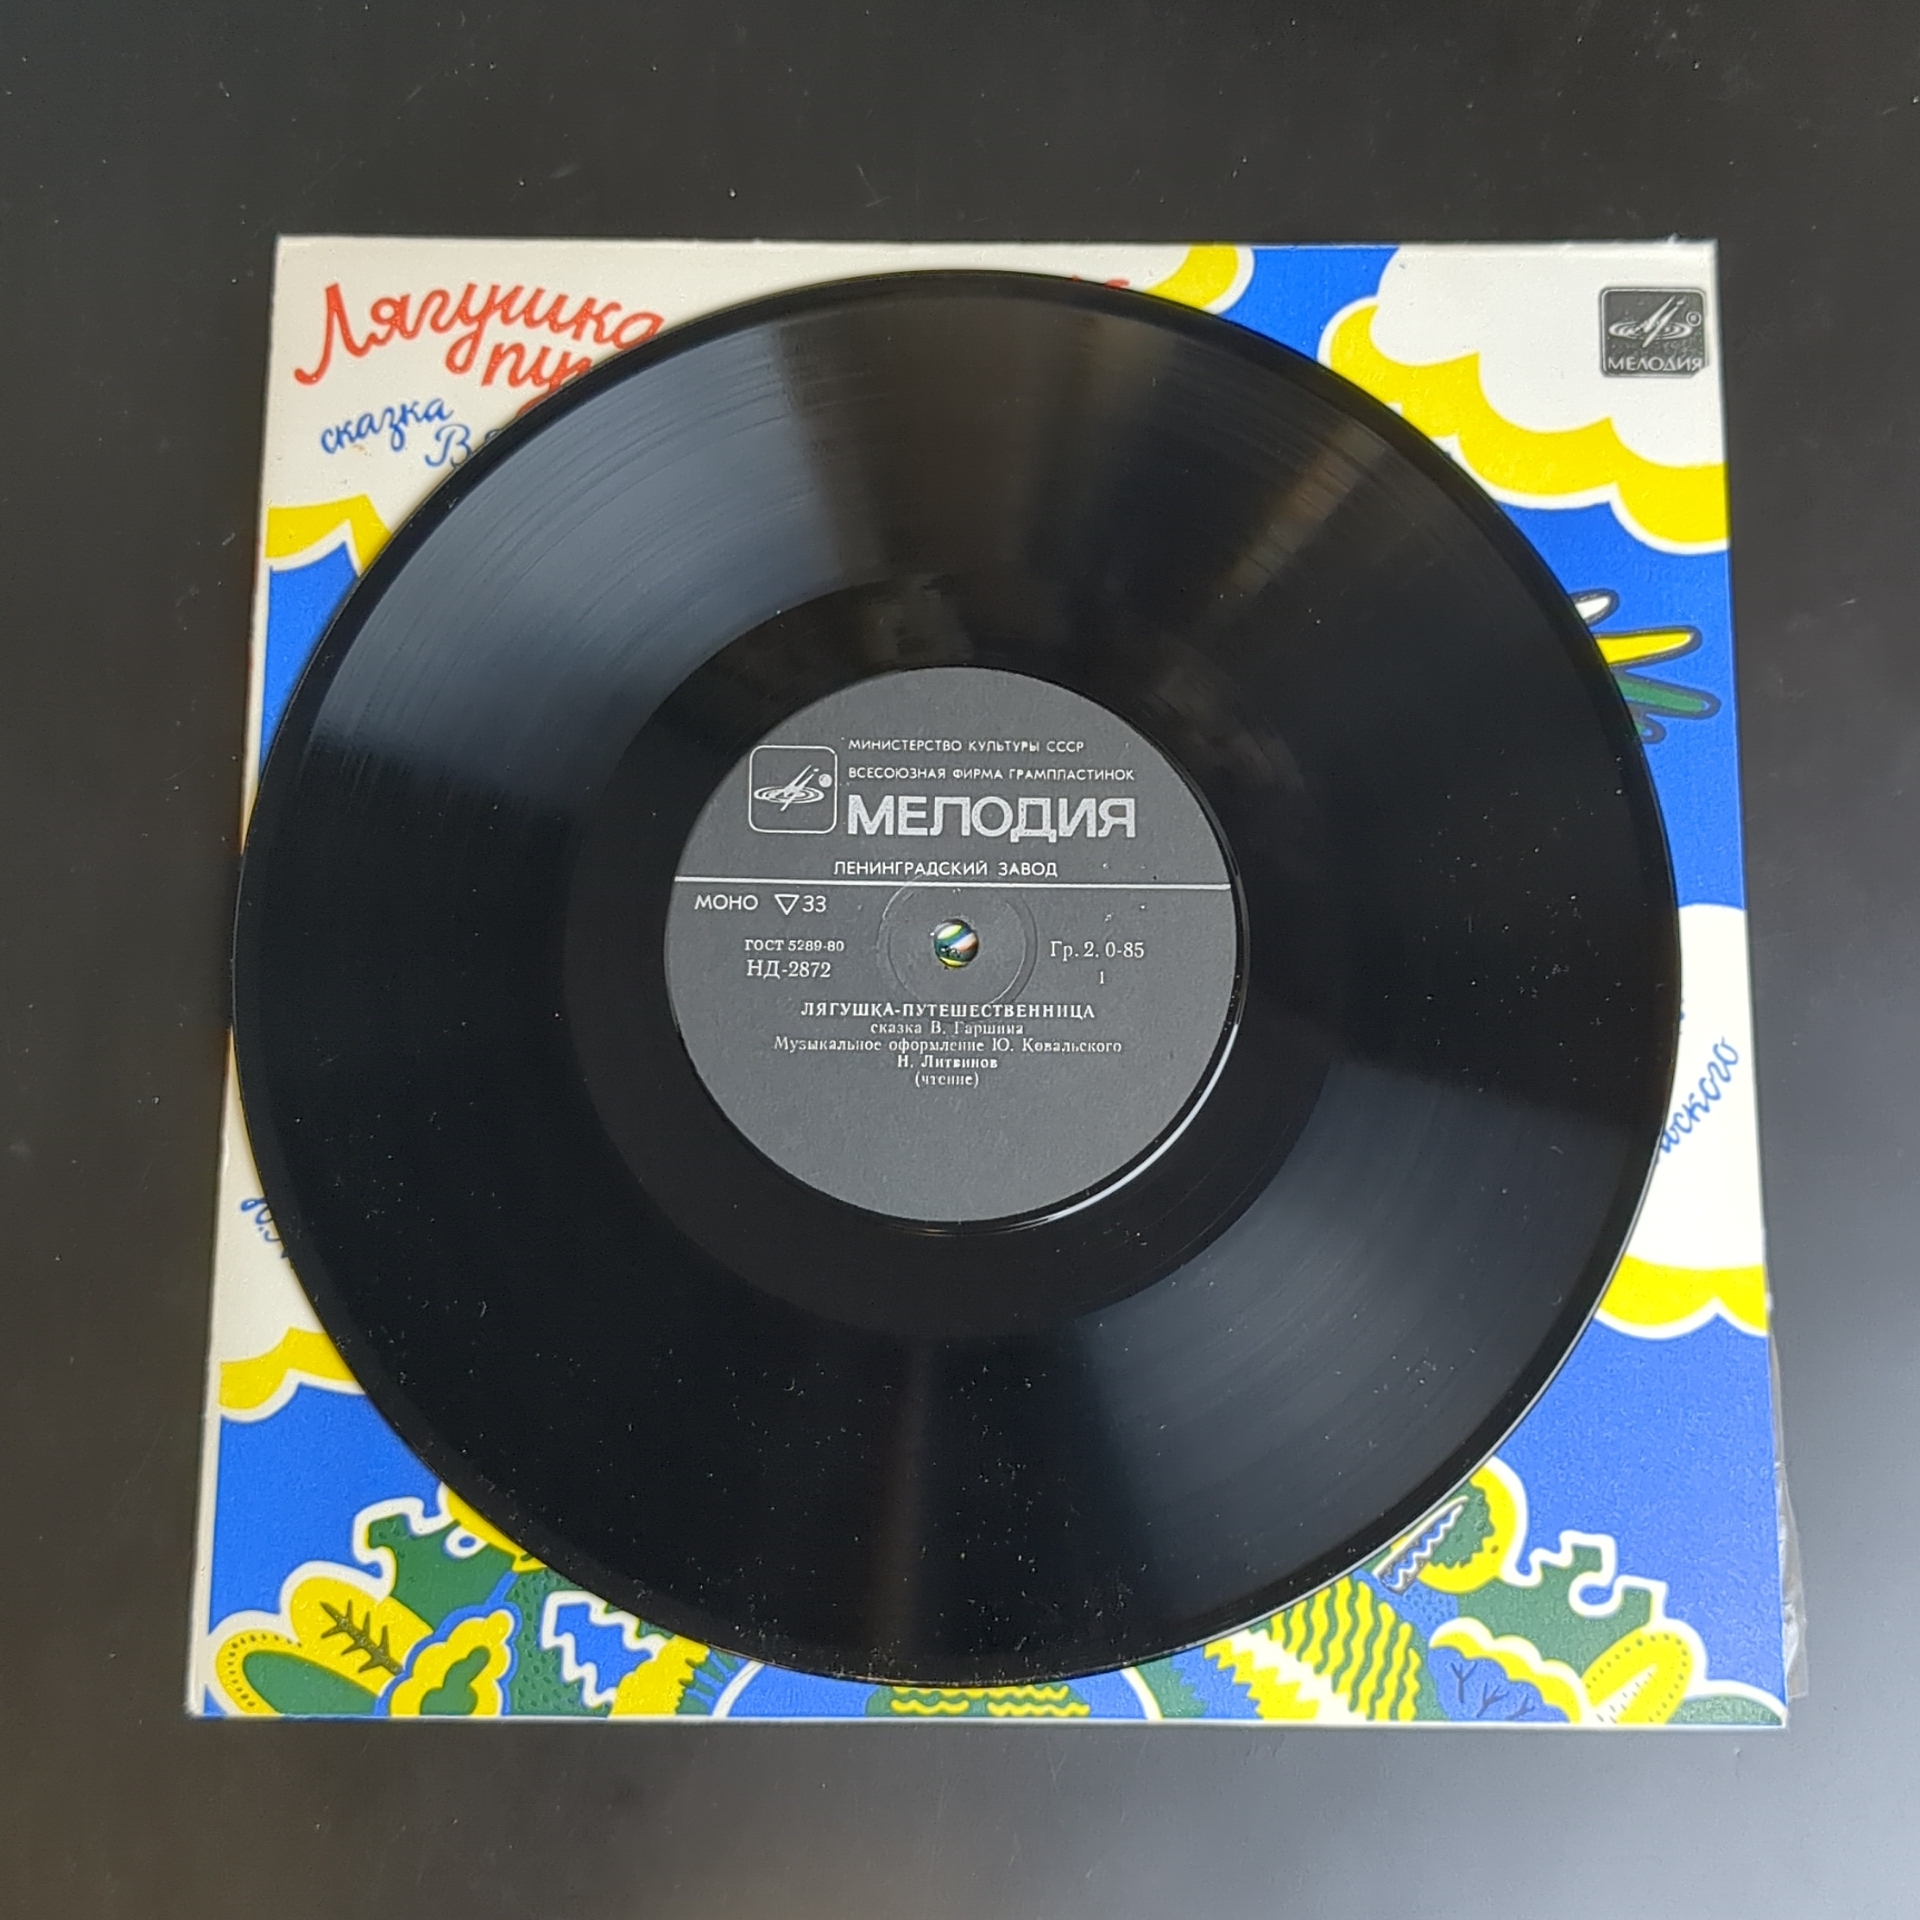 Лягушка
сказка
МЕЛОДИЯ
МИНИСТЕРСТВО КУЛЬТУРЫ СССР
ВСЕСОЮЗНАЯ ФИРМА ГРАМПЛАСТИНОК
МЕЛОДИЯ
ЛЕНИНГРАДСКИЙ ЗАВОД
МОНО ▽33
ГОСТ 5289-80
НД-2872
Гр. 2. 0-85
1
ЛЯГУШКА-ПУТЕШЕСТВЕННИЦА
сказка В. Гаршина
Музыкальное оформление Ю. Ковальского
Н. Литвинов
(чтение)